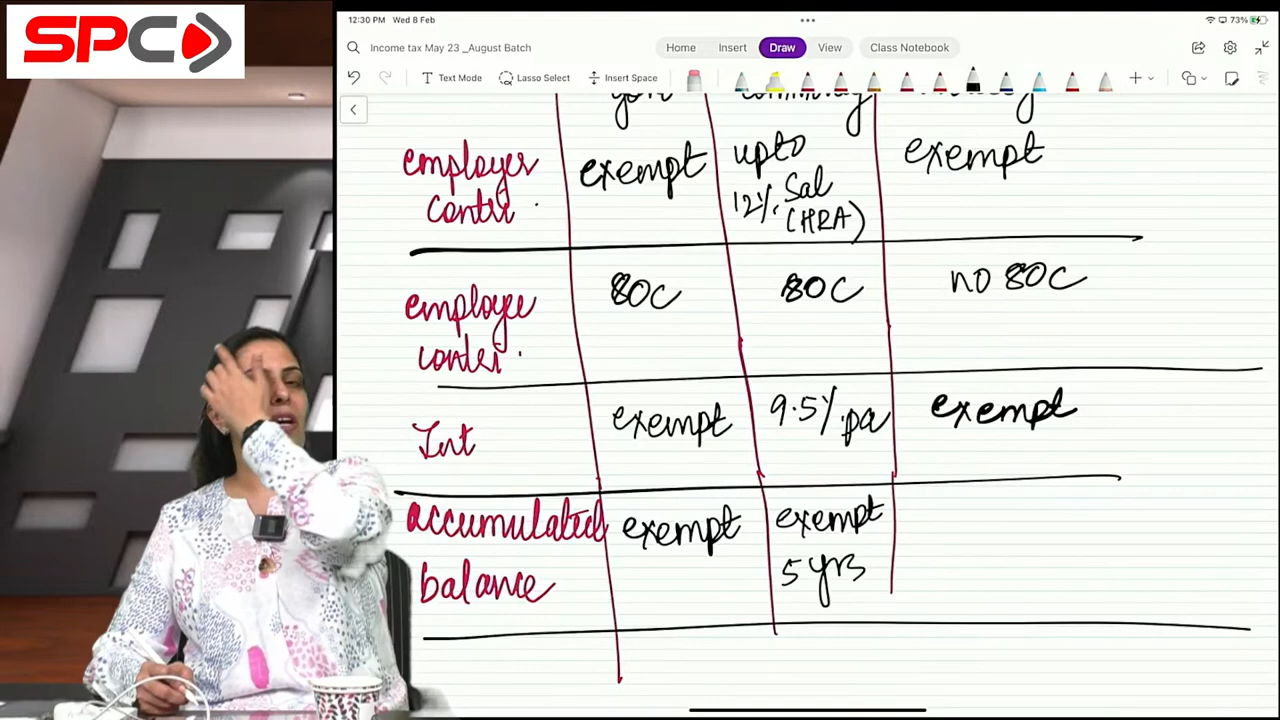 SPC
12:30 PM Wed 8 Feb
73%
Income tax May 23 _August Batch
Home Insert Draw View Class Notebook
Text Mode Lasso Select Insert Space
employer exempt upto exempt
contri. 12%. Sal
(HRA)
employee 80C 80C no 80C
contri.
Int exempt 9.5%.pa exempt
accumulated exempt exempt
balance 5 yrs